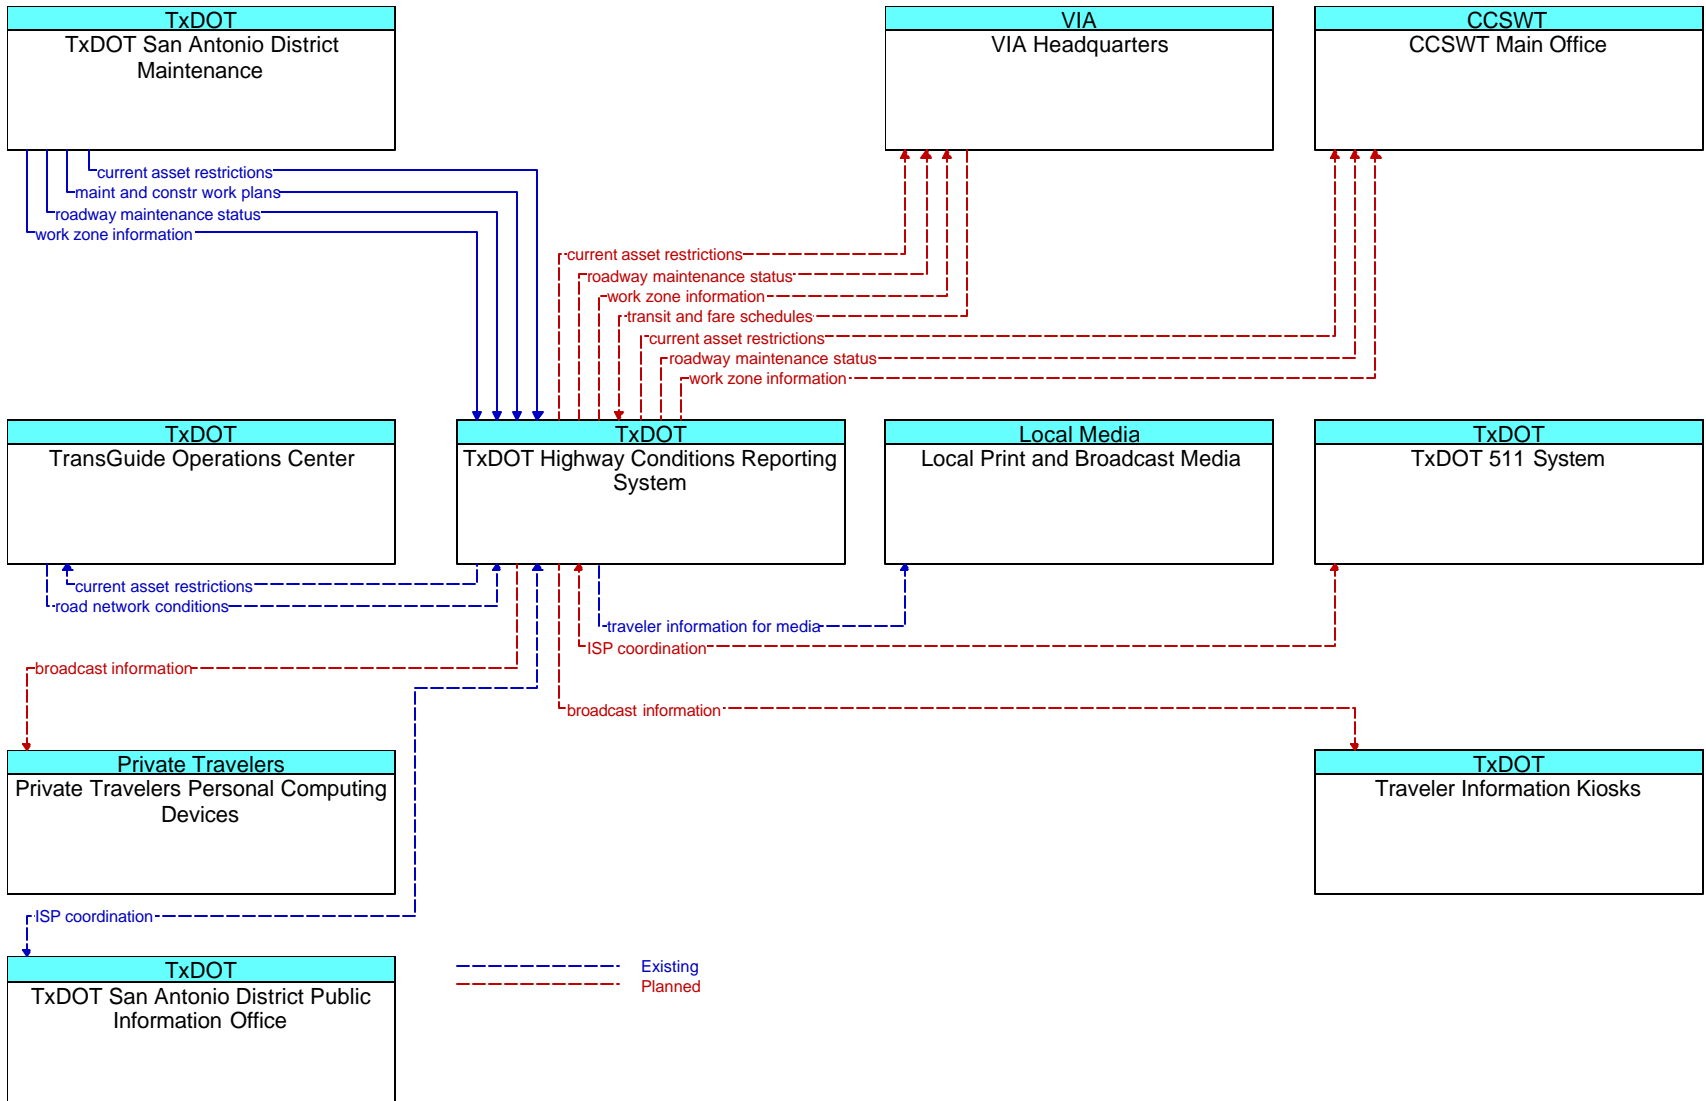 TxDOT
TxDOT San Antonio District
Maintenance
VIA
VIA Headquarters
CCSWT
CCSWT Main Office
current asset restrictions
maint and constr work plans
roadway maintenance status
work zone information
current asset restrictions
roadway maintenance status
work zone information
transit and fare schedules
current asset restrictions
roadway maintenance status
work zone information
TxDOT
TransGuide Operations Center
TxDOT
TxDOT Highway Conditions Reporting
System
Local Media
Local Print and Broadcast Media
TxDOT
TxDOT 511 System
current asset restrictions
road network conditions
traveler information for media
ISP coordination
broadcast information
broadcast information
Private Travelers
Private Travelers Personal Computing
Devices
TxDOT
Traveler Information Kiosks
ISP coordination
TxDOT
TxDOT San Antonio District Public
Information Office
Existing
Planned